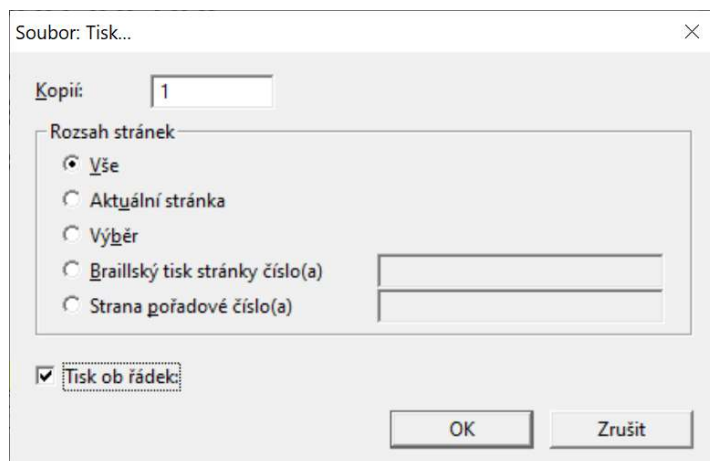 Soubor: Tisk...
Kopií: 1
Rozsah stránek
Vše
Aktuální stránka
Výběr
Braillský tisk stránky číslo(a)
Strana pořadové číslo(a)
Tisk ob řádek:
OK Zrušit